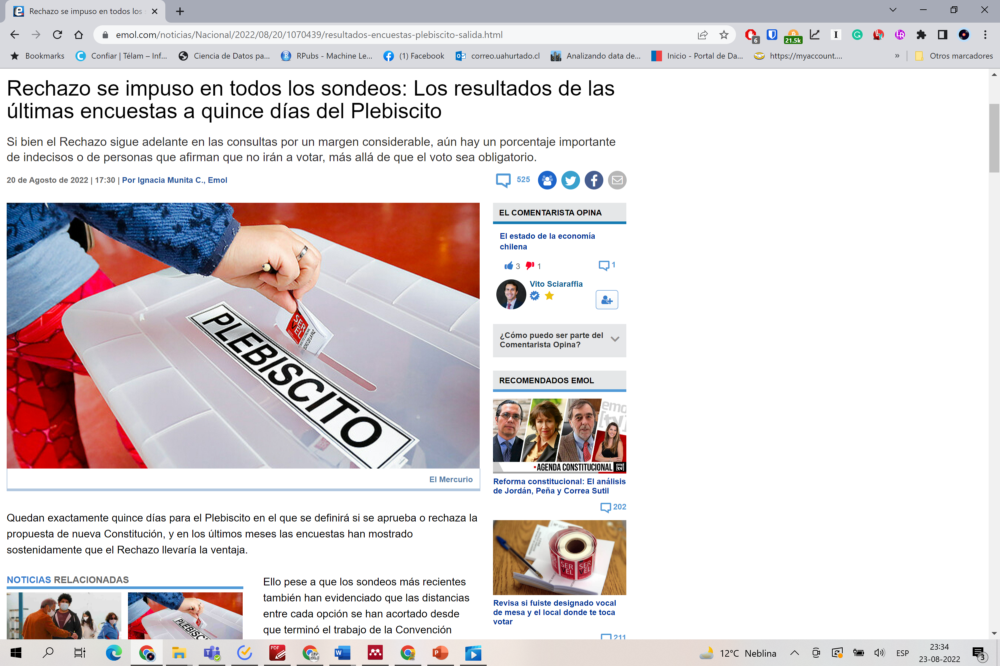 Rechazo se impuso en todos los s
emol.com/noticias/Nacional/2022/08/20/1070439/resultados-encuestas-plebiscito-salida.html
6
21.5k
Bookmarks
Confiar | Télam – Inf...
Ciencia de Datos pa...
RPubs - Machine Le...
(1) Facebook
correo.uahurtado.cl
Analizando data de...
Inicio - Portal de Da...
https://myaccount....
»
Otros marcadores
Rechazo se impuso en todos los sondeos: Los resultados de las
últimas encuestas a quince días del Plebiscito
Si bien el Rechazo sigue adelante en las consultas por un margen considerable, aún hay un porcentaje importante
de indecisos o de personas que afirman que no irán a votar, más allá de que el voto sea obligatorio.
20 de Agosto de 2022 | 17:30 | Por Ignacia Munita C., Emol
525
SERVEL
PLEBISCITO
El Mercurio
Quedan exactamente quince días para el Plebiscito en el que se definirá si se aprueba o rechaza la
propuesta de nueva Constitución, y en los últimos meses las encuestas han mostrado
sostenidamente que el Rechazo llevaría la ventaja.
NOTICIAS RELACIONADAS
PLEBISC
Ello pese a que los sondeos más recientes
también han evidenciado que las distancias
entre cada opción se han acortado desde
que terminó el trabajo de la Convención
EL COMENTARISTA OPINA
El estado de la economía
chilena
3
1
1
Vito Sciaraffia
¿Cómo puedo ser parte del
Comentarista Opina?
RECOMENDADOS EMOL
emo
[tv]
AGENDA CONSTITUCIONAL
emol
[tv]
Reforma constitucional: El análisis
de Jordán, Peña y Correa Sutil
202
SER
VEL
SER
VEL
Revisa si fuiste designado vocal
de mesa y el local donde te toca
votar
211
PDF
12°C Neblina
ESP
23:34
23-08-2022
3